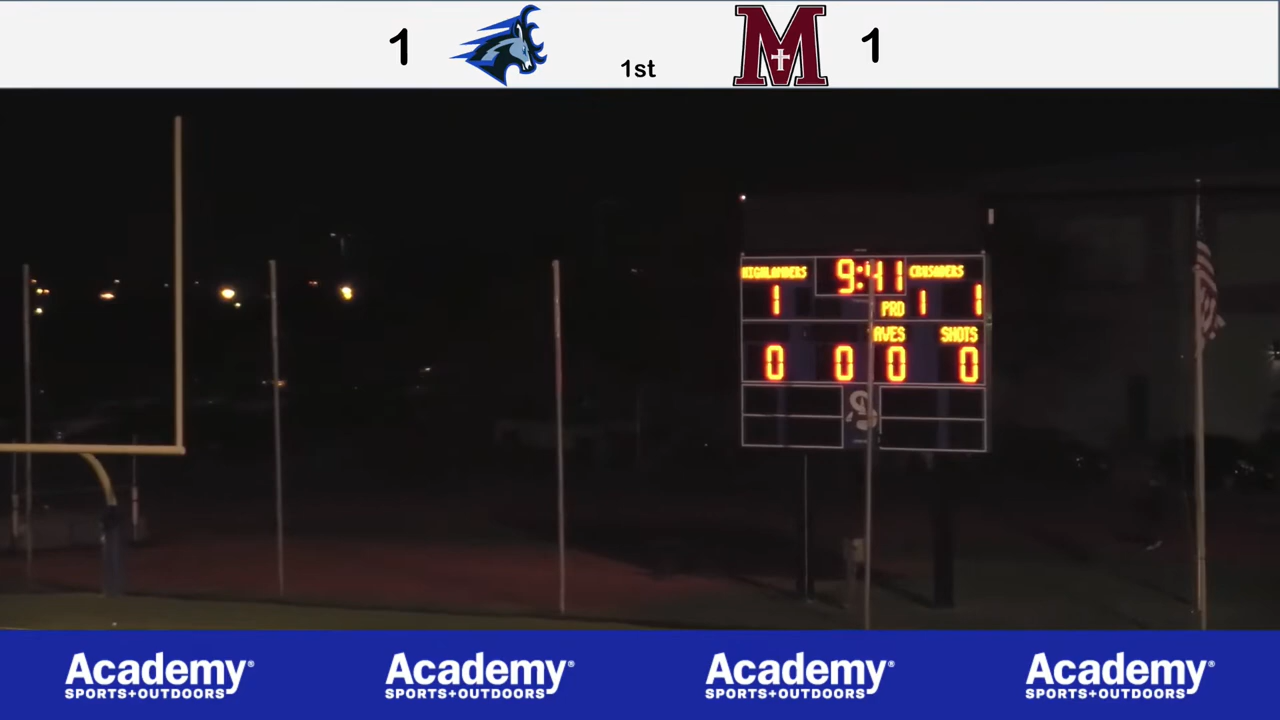 1 1st M 1
HIGHLANDERS 9:41 CRUSADERS
1 PRD 1 1
AVES SHOTS
0 0 0 0
Academy Academy Academy Academy
SPORTS+OUTDOORS SPORTS+OUTDOORS SPORTS+OUTDOORS SPORTS+OUTDOORS